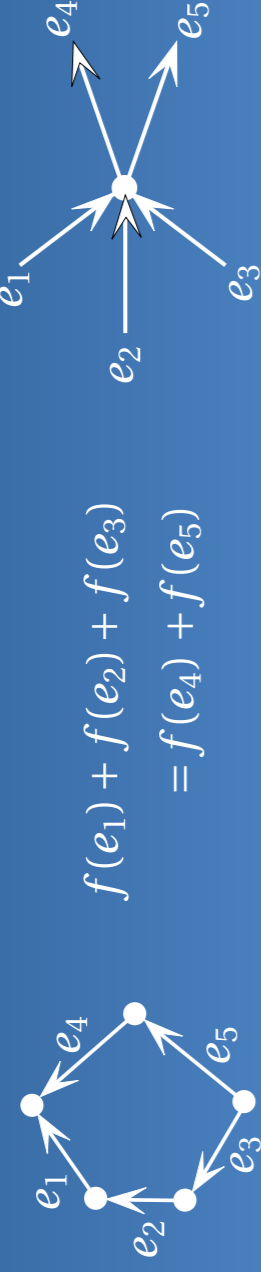 e₁
e₄
e₂
e₃
e₅
f(e₁) + f(e₂) + f(e₃)
= f(e₄) + f(e₅)
e₁
e₄
e₂
e₃
e₅